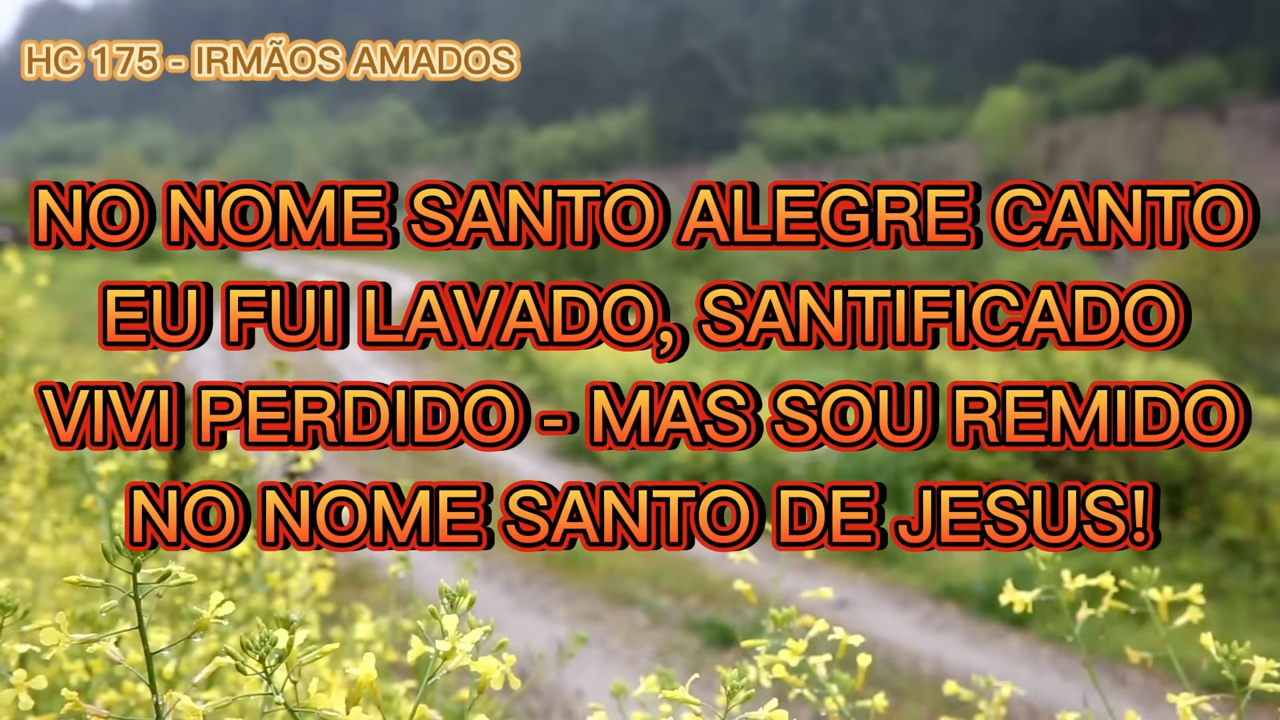 HC 175 - IRMÃOS AMADOS
NO NOME SANTO ALEGRE CANTO
EU FUI LAVADO, SANTIFICADO
VIVI PERDIDO - MAS SOU REMIDO
NO NOME SANTO DE JESUS!